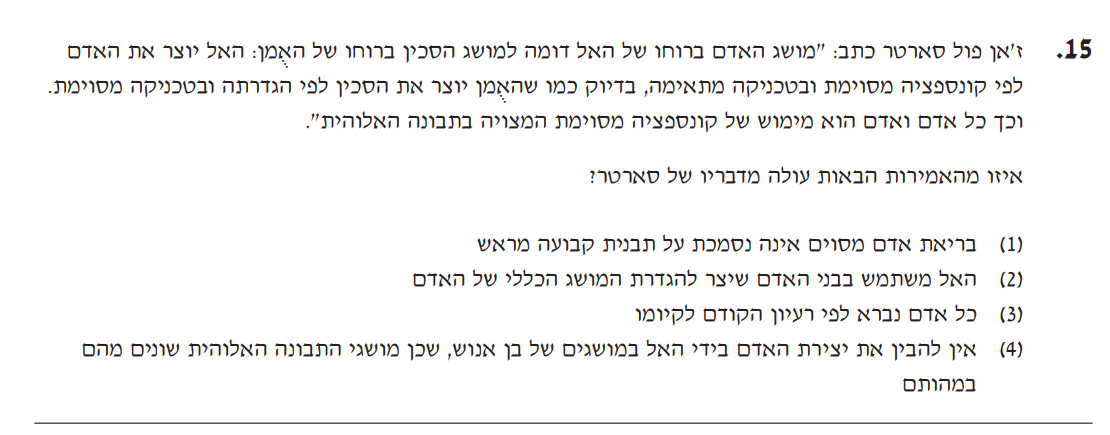 15. ז'אן פול סארטר כתב: "מושג האדם ברוחו של האל דומה למושג הסכין ברוחו של האֻמן: האל יוצר את האדם
לפי קונספציה מסוימת ובטכניקה מתאימה, בדיוק כמו שהאֻמן יוצר את הסכין לפי הגדרתה ובטכניקה מסוימת.
וכך כל אדם ואדם הוא מימוש של קונספציה מסוימת המצויה בתבונה האלוהית".
איזו מהאמירות הבאות עולה מדבריו של סארטר?
(1) בריאת אדם מסוים אינה נסמכת על תבנית קבועה מראש
(2) האל משתמש בבני האדם שיצר להגדרת המושג הכללי של האדם
(3) כל אדם נברא לפי רעיון הקודם לקיומו
(4) אין להבין את יצירת האדם בידי האל במושגים של בן אנוש, שכן מושגי התבונה האלוהית שונים מהם
במהותם